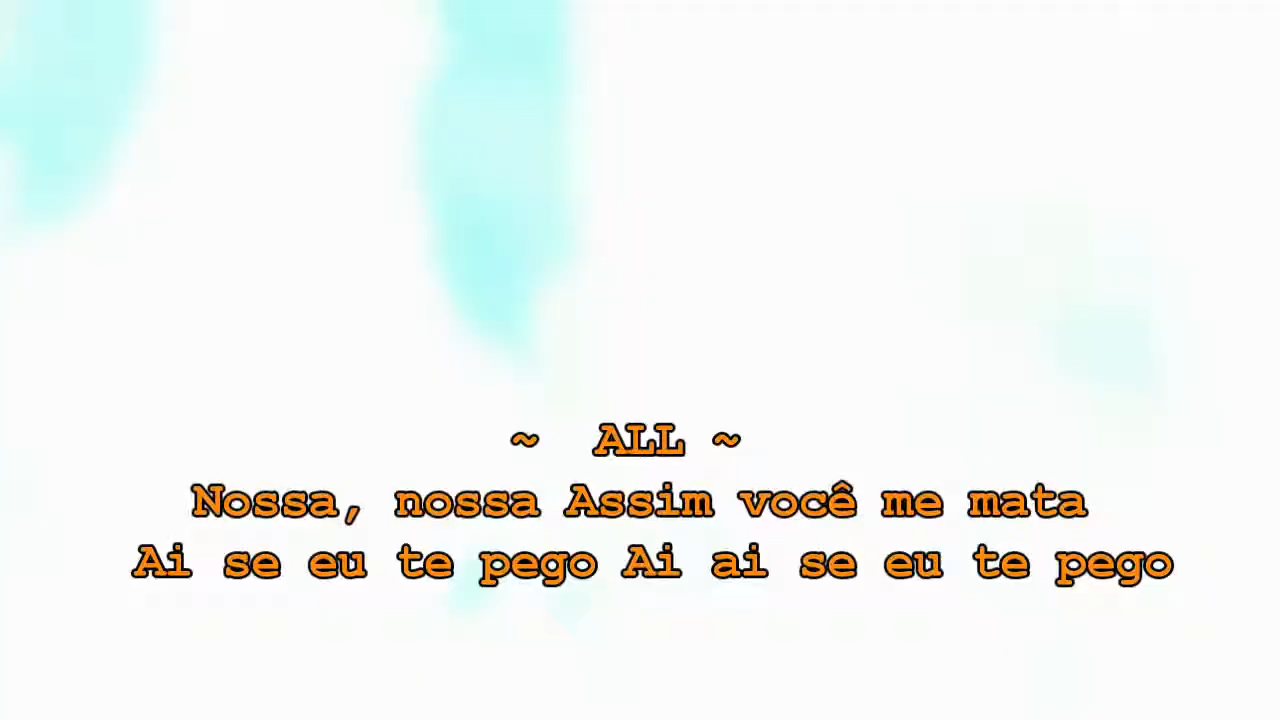 ~ ALL ~
Nossa, nossa Assim você me mata
Ai se eu te pego Ai ai se eu te pego